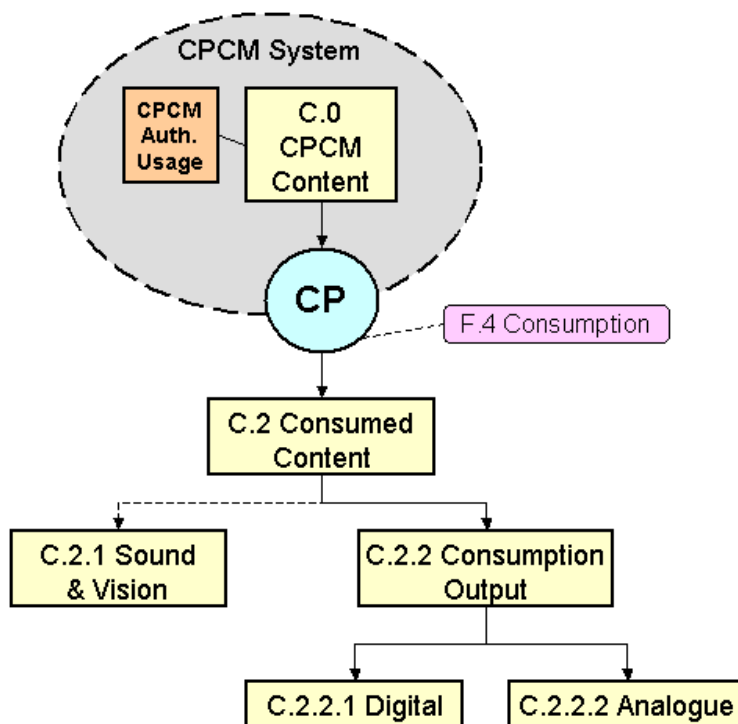 CPCM System
CPCM
Auth.
Usage
C.0
CPCM
Content
CP
F.4 Consumption
C.2 Consumed
Content
C.2.1 Sound
& Vision
C.2.2 Consumption
Output
C.2.2.1 Digital
C.2.2.2 Analogue